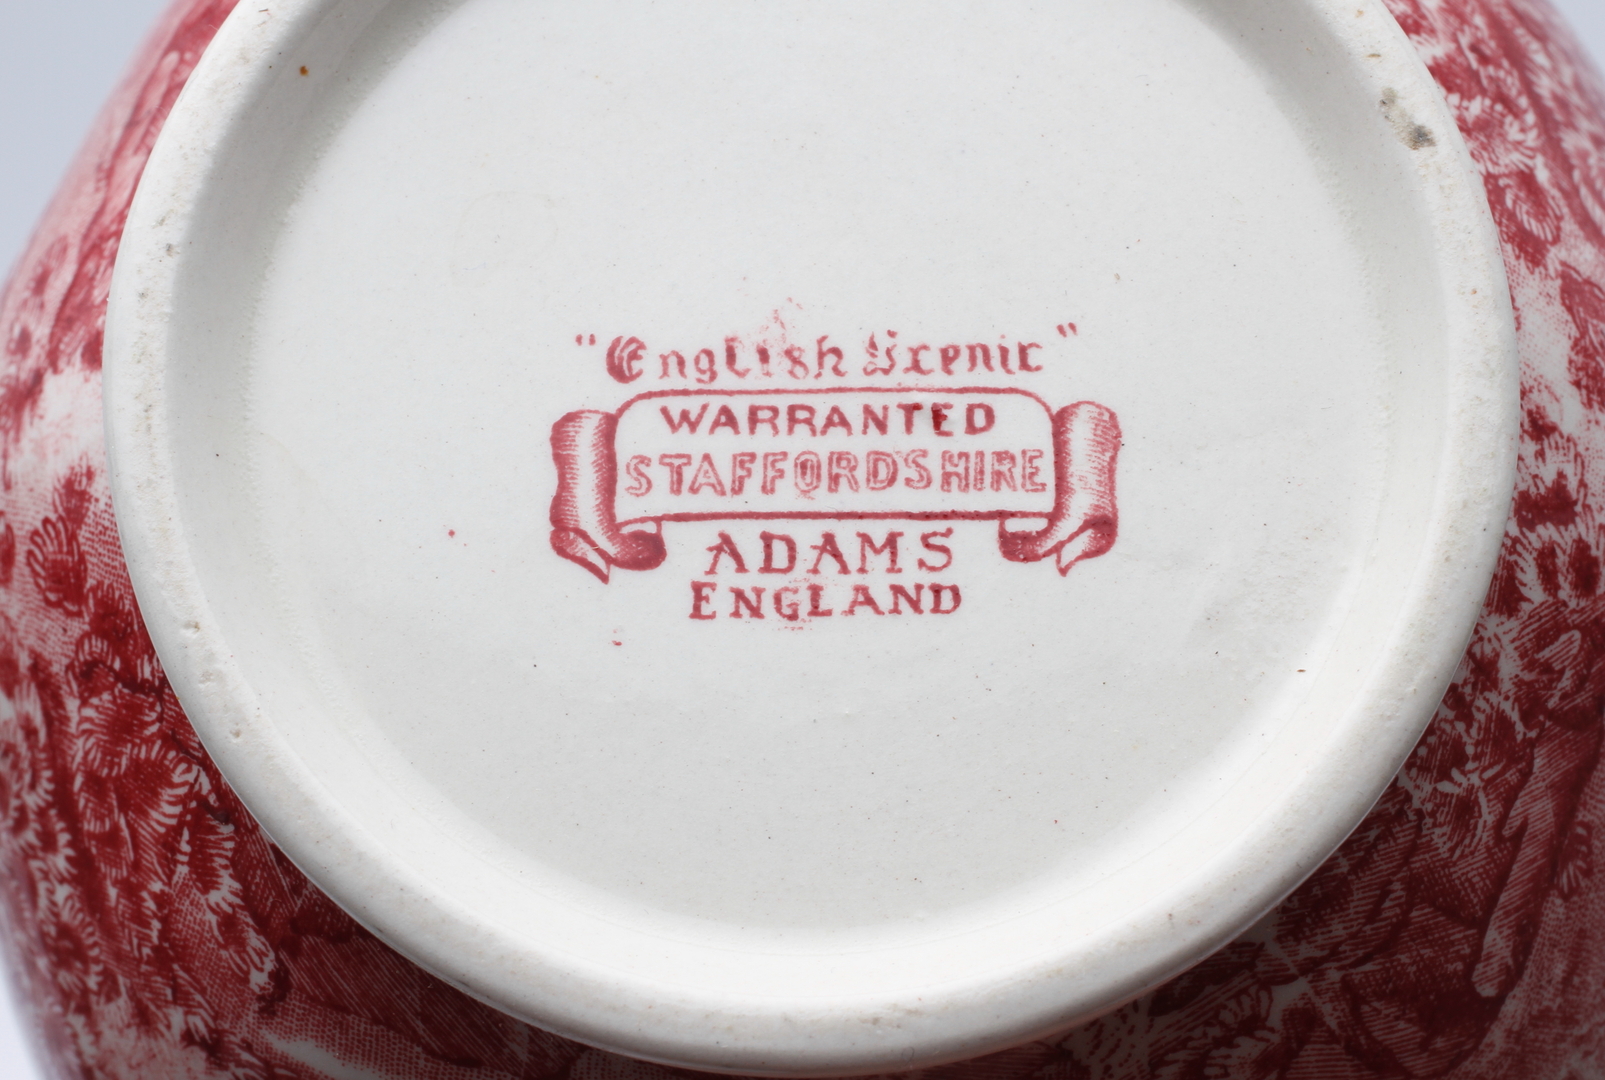 "English Scenic"
WARRANTED
STAFFORDSHIRE
ADAMS
ENGLAND